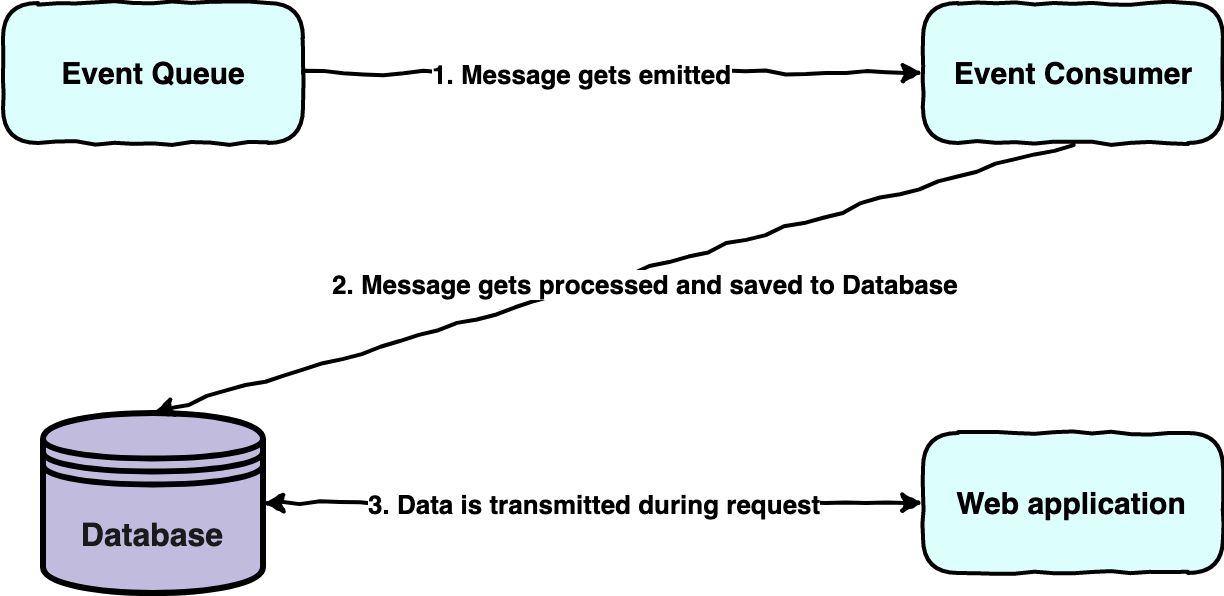 Event Queue
1. Message gets emitted
Event Consumer
2. Message gets processed and saved to Database
Database
3. Data is transmitted during request
Web application